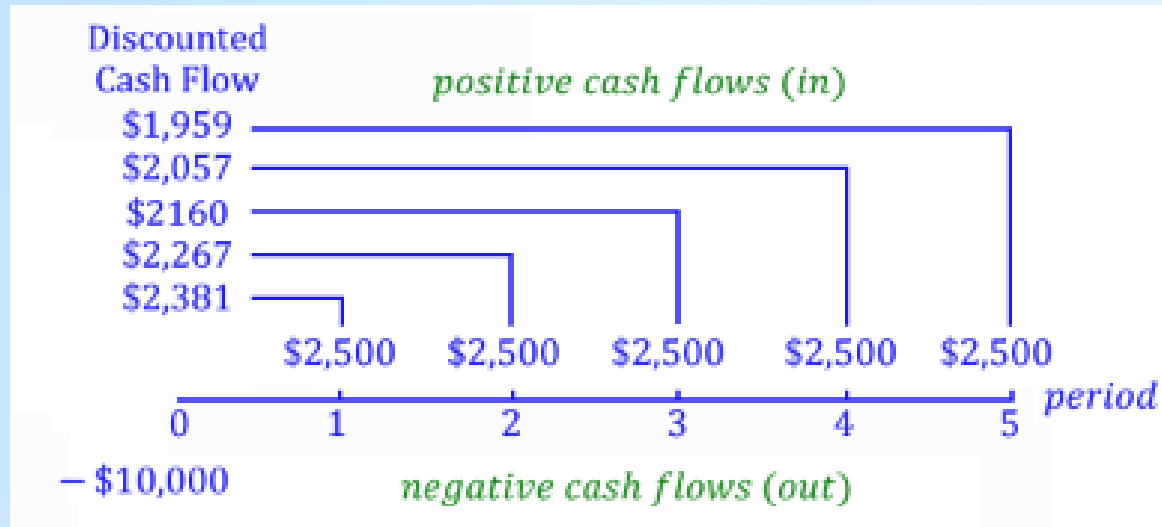 Discounted
Cash Flow
positive cash flows (in)
$1,959
$2,057
$2160
$2,267
$2,381
$2,500 $2,500 $2,500 $2,500 $2,500
period
0 1 2 3 4 5
– $10,000
negative cash flows (out)